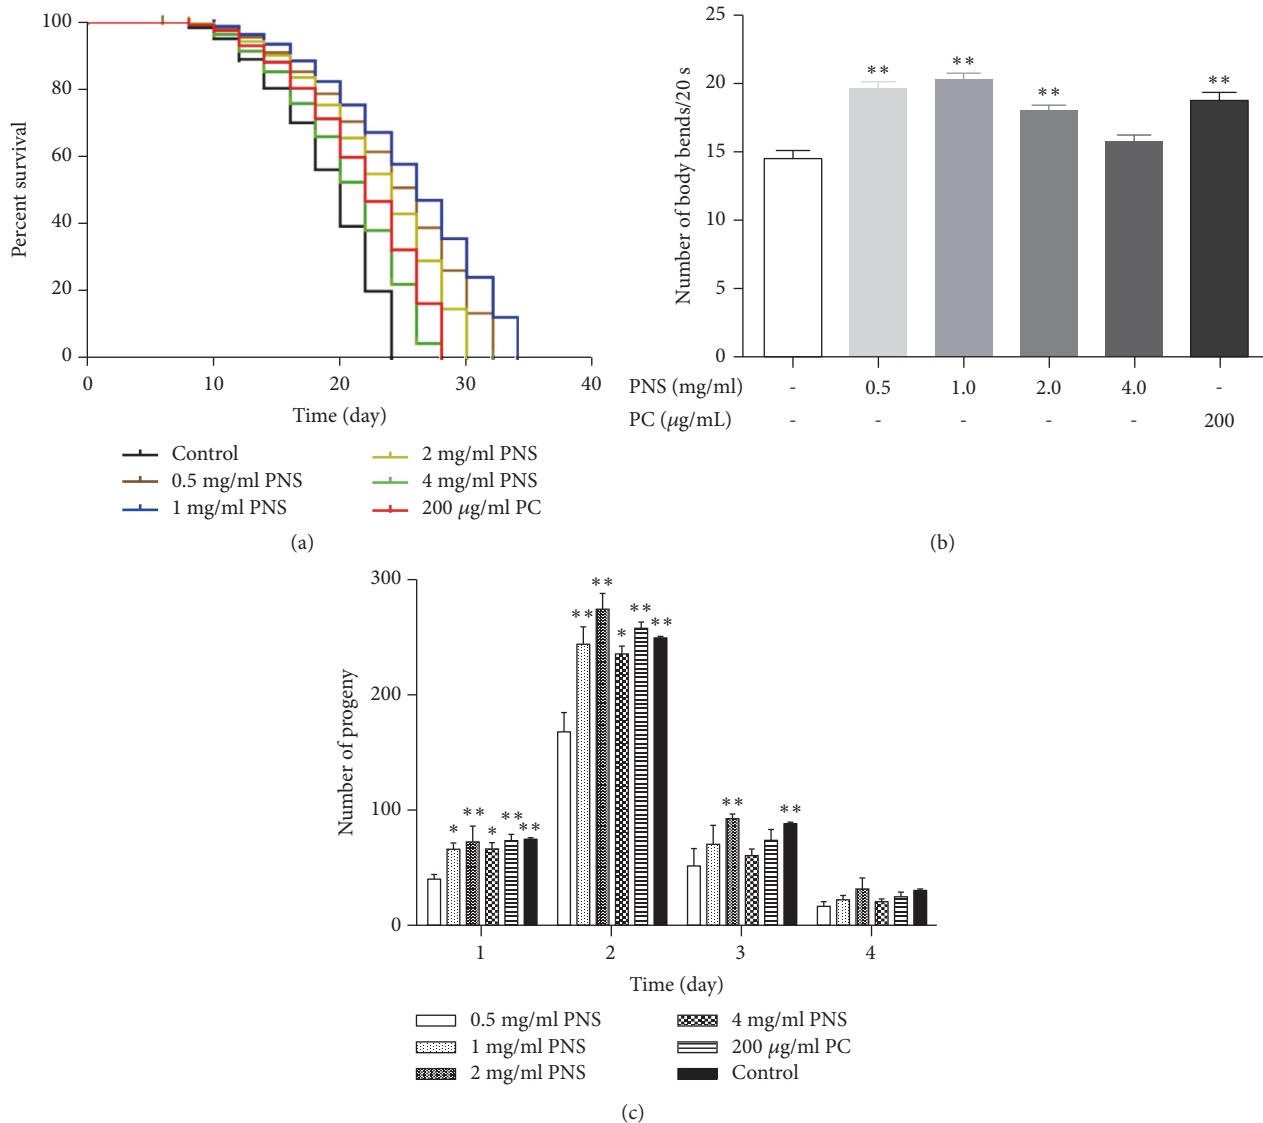 100
80
60
40
20
0
Percent survival
0 10 20 30 40
Time (day)
Control
0.5 mg/ml PNS
1 mg/ml PNS
2 mg/ml PNS
4 mg/ml PNS
200 μg/ml PC
(a)
25
20
15
10
5
0
Number of body bends/20 s
** ** ** **
PNS (mg/ml) - 0.5 1.0 2.0 4.0 -
PC (μg/mL) - - - - - 200
(b)
300
200
100
0
Number of progeny
* ** * ** **
** ** * ** **
** **
1 2 3 4
Time (day)
0.5 mg/ml PNS
1 mg/ml PNS
2 mg/ml PNS
4 mg/ml PNS
200 μg/ml PC
Control
(c)